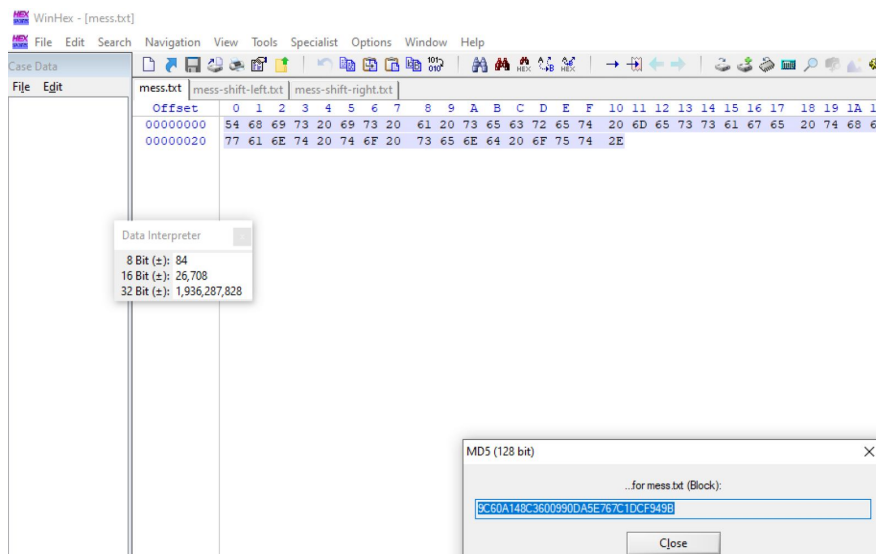 WinHex - [mess.txt]
File Edit Search Navigation View Tools Specialist Options Window Help
Case Data
File Edit
mess.txt mess-shift-left.txt mess-shift-right.txt
Offset 0 1 2 3 4 5 6 7 8 9 A B C D E F 10 11 12 13 14 15 16 17 18 19 1A
00000000 54 68 69 73 20 69 73 20 61 20 73 65 63 72 65 74 20 6D 65 73 73 61 67 65 20 74 68
00000020 77 61 6E 74 20 74 6F 20 73 65 6E 64 20 6F 75 74 2E
Data Interpreter
8 Bit (±): 84
16 Bit (±): 26,708
32 Bit (±): 1,936,287,828
MD5 (128 bit)
...for mess.txt (Block):
9C60A148C3600990DA5E767C1DCF949B
Close